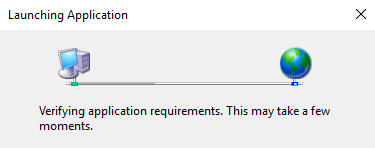 Launching Application
Verifying application requirements. This may take a few
moments.